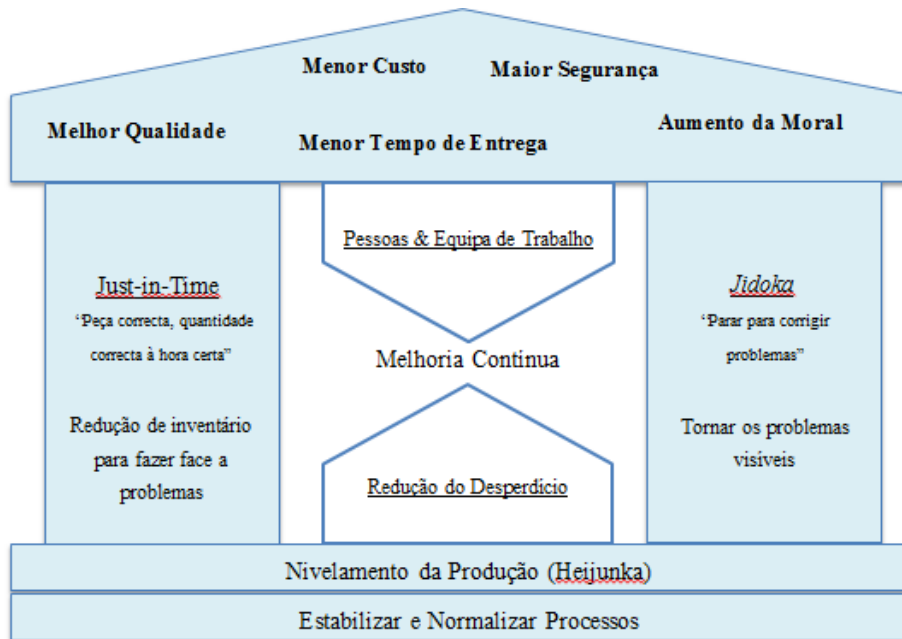 Menor Custo
Maior Segurança
Melhor Qualidade
Menor Tempo de Entrega
Aumento da Moral
Just-in-Time
“Peça correcta, quantidade
correcta à hora certa”
Redução de inventário
para fazer face a
problemas
Pessoas & Equipa de Trabalho
Melhoria Continua
Redução do Desperdício
Jidoka
“Parar para corrigir
problemas”
Tornar os problemas
visíveis
Nivelamento da Produção (Heijunka)
Estabilizar e Normalizar Processos